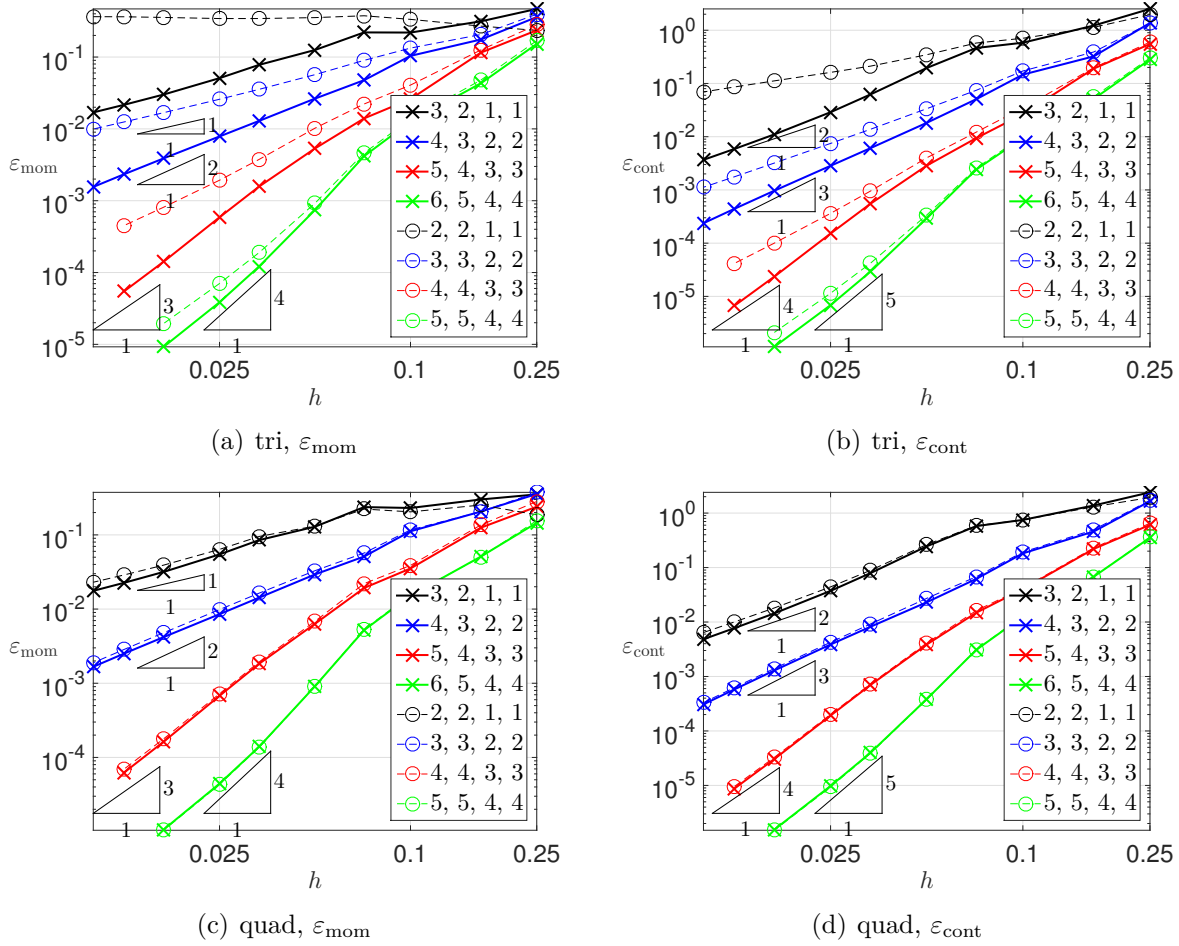 10^-1
10^-2
ε_mom
10^-3
10^-4
10^-5
1
1
2
1
3
1
4
1
3, 2, 1, 1
4, 3, 2, 2
5, 4, 3, 3
6, 5, 4, 4
2, 2, 1, 1
3, 3, 2, 2
4, 4, 3, 3
5, 5, 4, 4
0.025
0.1
0.25
h
(a) tri, ε_mom
10^0
10^-1
10^-2
ε_cont
10^-3
10^-4
10^-5
2
1
3
1
4
1
5
1
3, 2, 1, 1
4, 3, 2, 2
5, 4, 3, 3
6, 5, 4, 4
2, 2, 1, 1
3, 3, 2, 2
4, 4, 3, 3
5, 5, 4, 4
0.025
0.1
0.25
h
(b) tri, ε_cont
10^-1
10^-2
ε_mom
10^-3
10^-4
1
1
2
1
3
1
4
1
3, 2, 1, 1
4, 3, 2, 2
5, 4, 3, 3
6, 5, 4, 4
2, 2, 1, 1
3, 3, 2, 2
4, 4, 3, 3
5, 5, 4, 4
0.025
0.1
0.25
h
(c) quad, ε_mom
10^0
10^-1
10^-2
ε_cont
10^-3
10^-4
10^-5
2
1
3
1
4
1
5
1
3, 2, 1, 1
4, 3, 2, 2
5, 4, 3, 3
6, 5, 4, 4
2, 2, 1, 1
3, 3, 2, 2
4, 4, 3, 3
5, 5, 4, 4
0.025
0.1
0.25
h
(d) quad, ε_cont